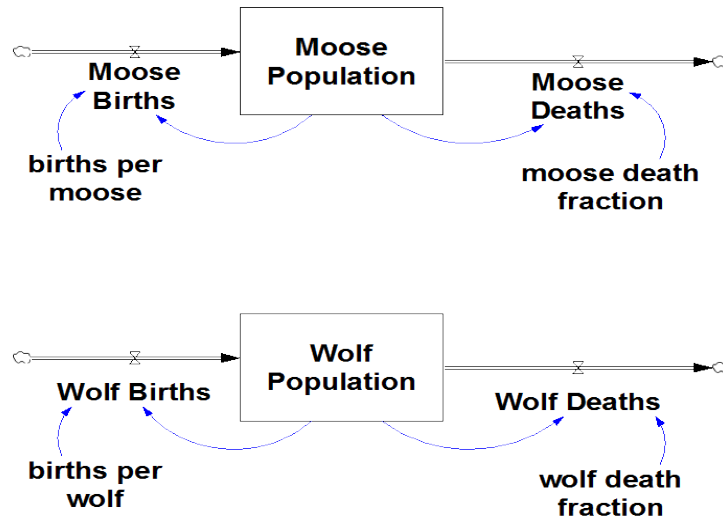 Moose
Population
Moose
Births
Moose
Deaths
births per
moose
moose death
fraction
Wolf
Population
Wolf Births
Wolf Deaths
births per
wolf
wolf death
fraction